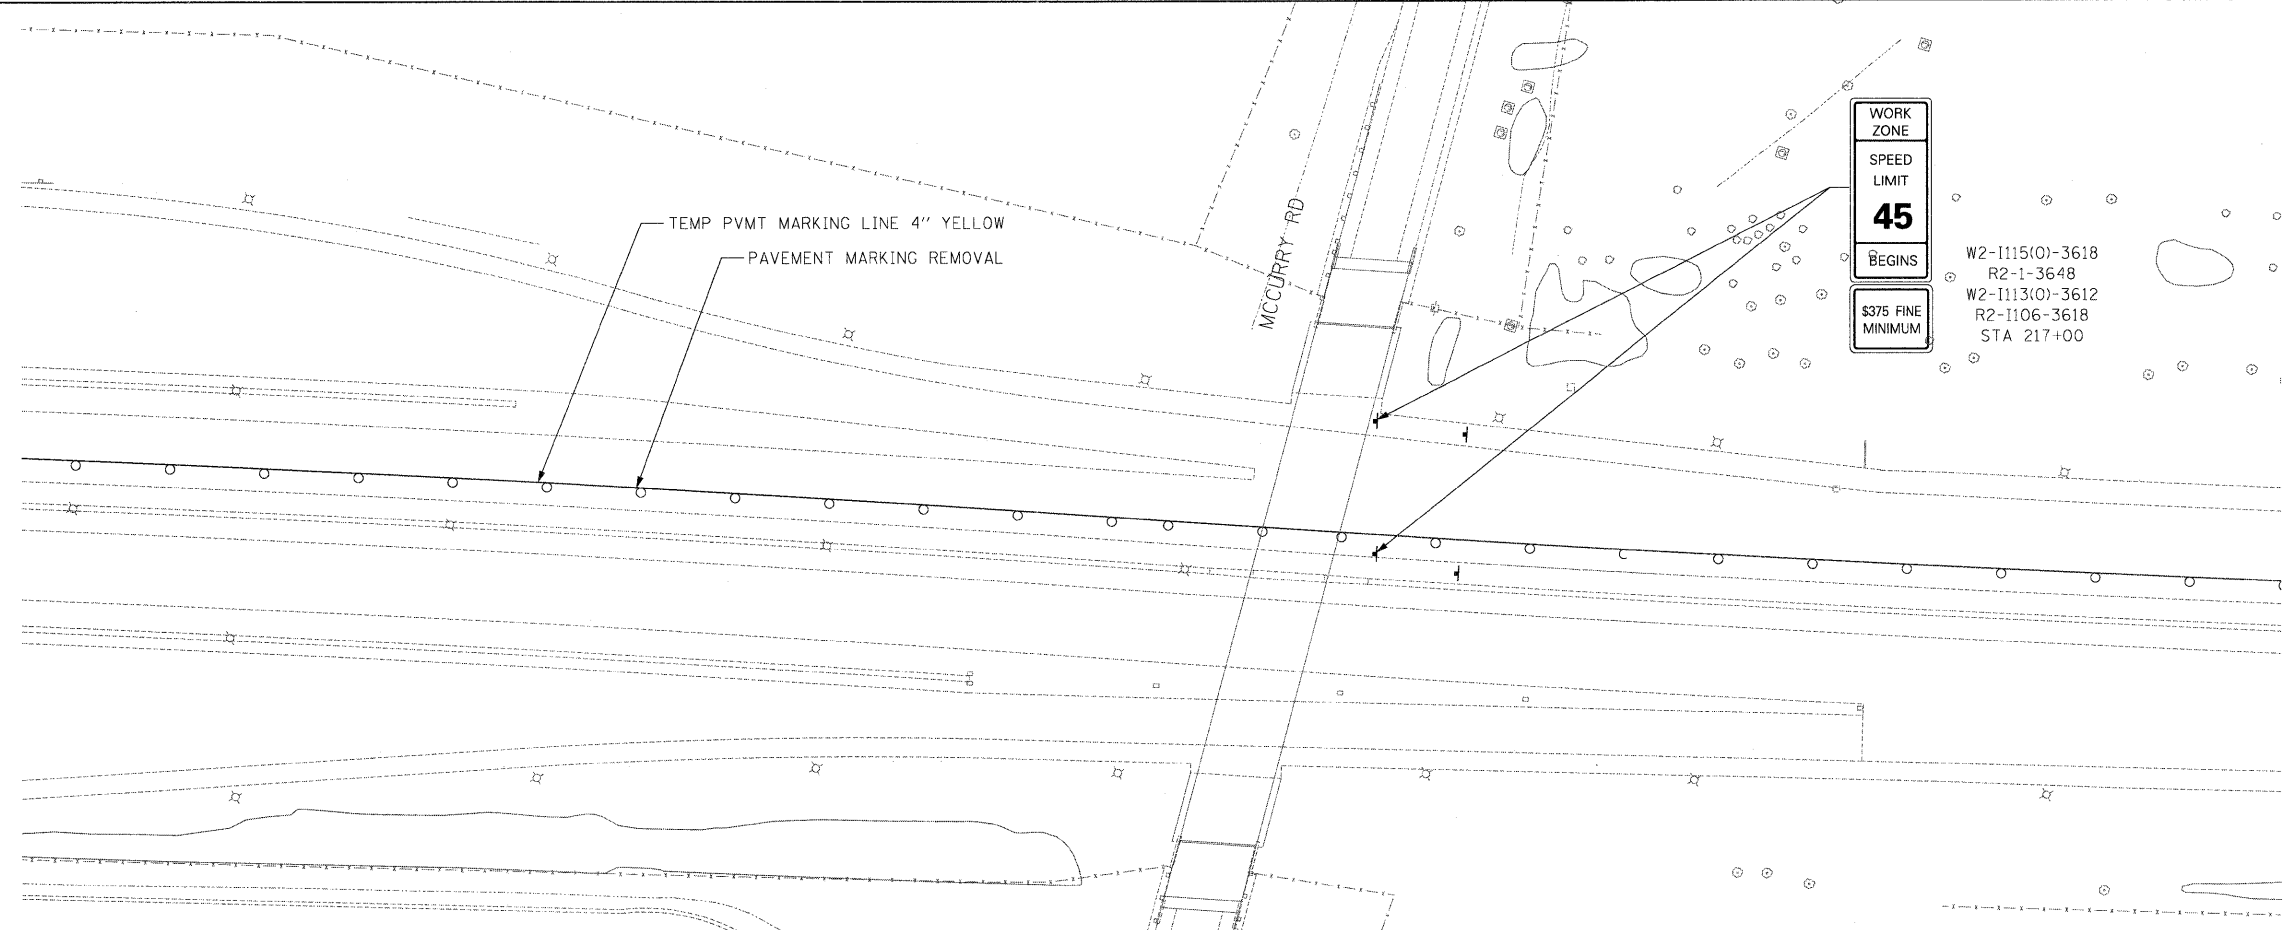 TEMP PVMT MARKING LINE 4" YELLOW
PAVEMENT MARKING REMOVAL
MCCURRY RD
WORK
ZONE
SPEED
LIMIT
45
BEGINS
$375 FINE
MINIMUM
W2-I115(O)-3618
R2-1-3648
W2-I113(O)-3612
R2-I106-3618
STA 217+00